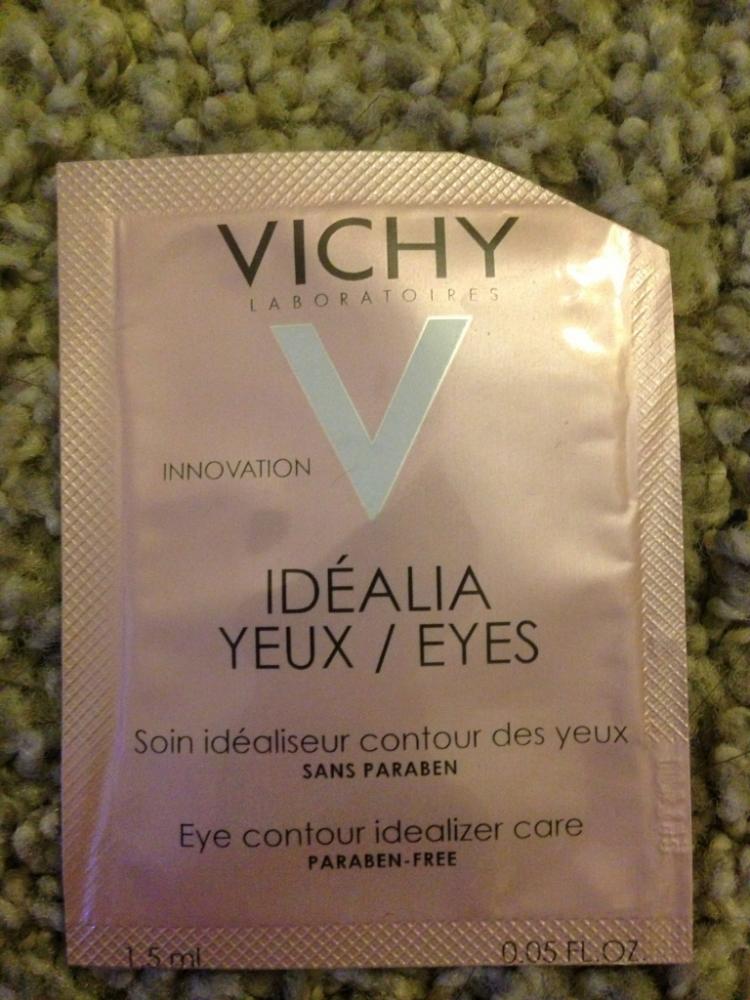 VICHY
LABORATOIRES
V
INNOVATION
IDÉALIA
YEUX / EYES
Soin idéaliseur contour des yeux
SANS PARABEN
Eye contour idealizer care
PARABEN-FREE
1.5 ml 0.05 FL.OZ.